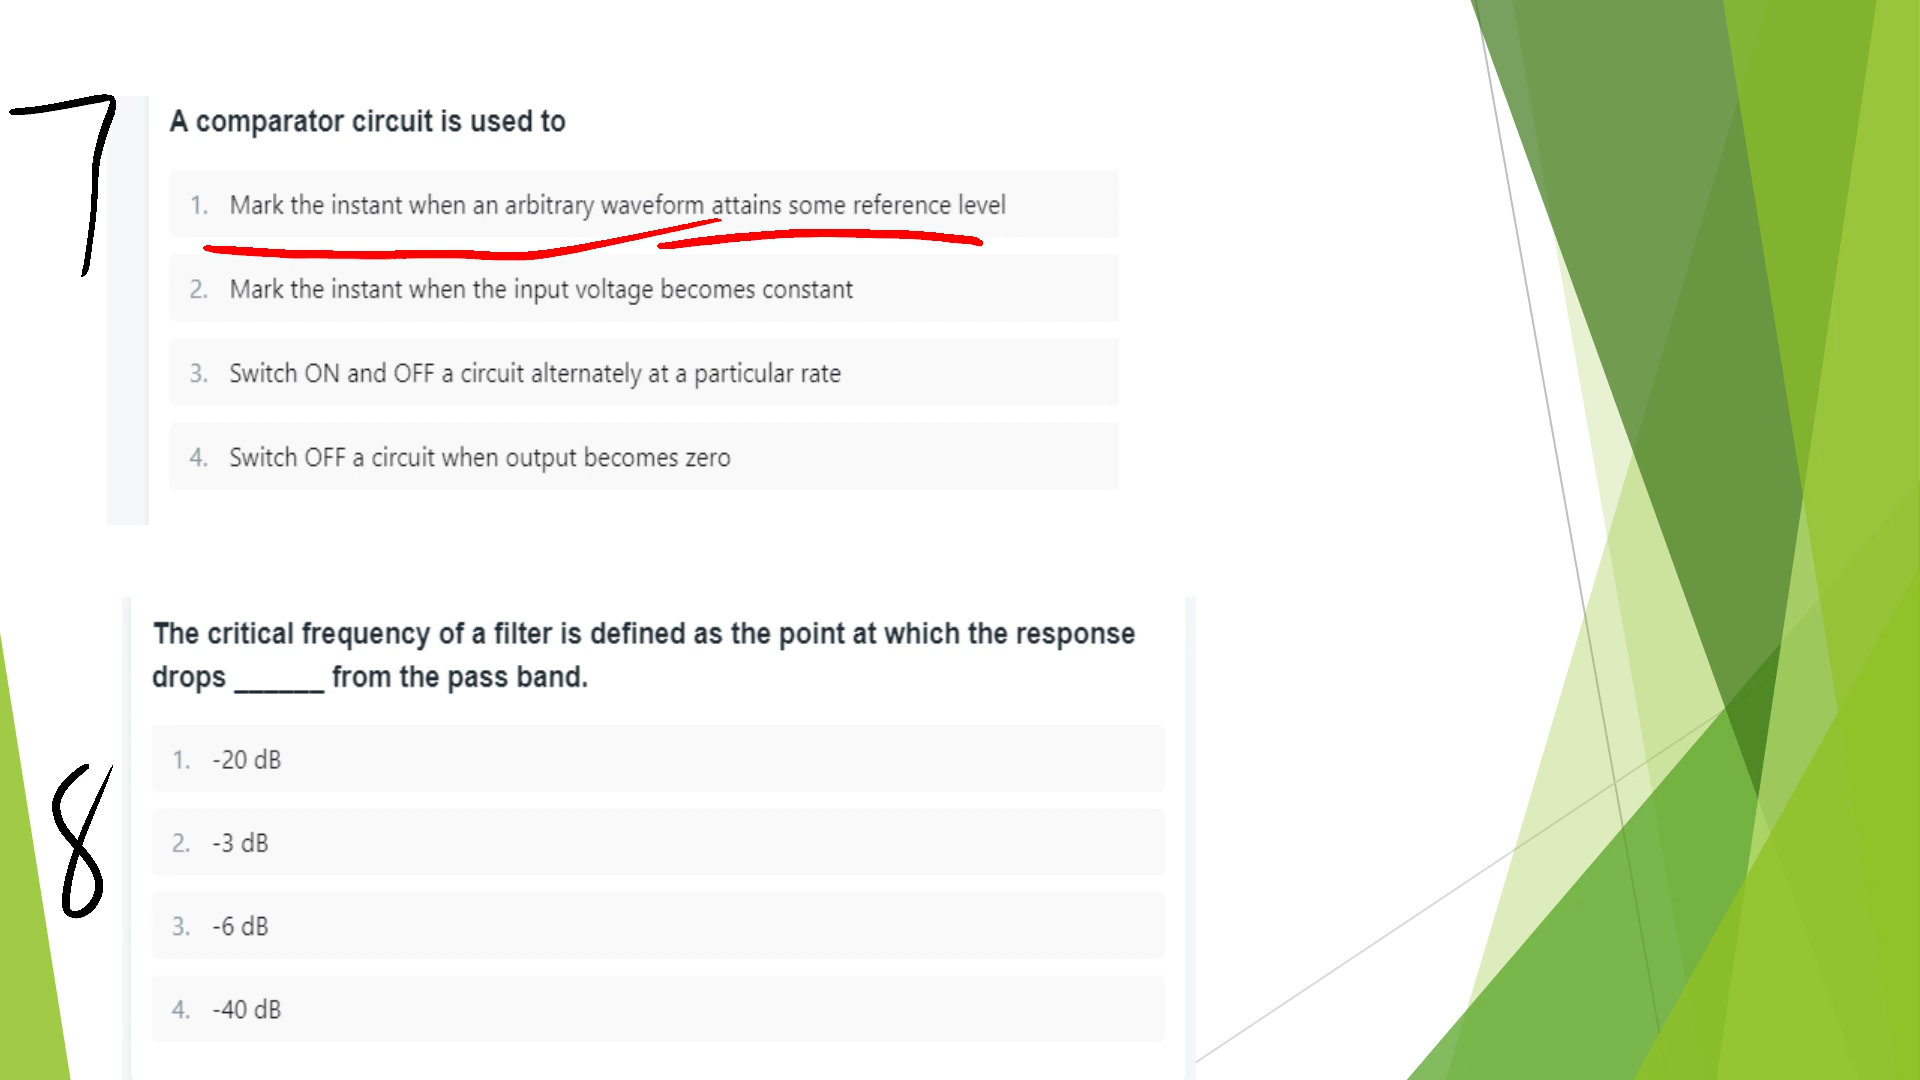 7
A comparator circuit is used to
1. Mark the instant when an arbitrary waveform attains some reference level
2. Mark the instant when the input voltage becomes constant
3. Switch ON and OFF a circuit alternately at a particular rate
4. Switch OFF a circuit when output becomes zero
8
The critical frequency of a filter is defined as the point at which the response
drops ______ from the pass band.
1. -20 dB
2. -3 dB
3. -6 dB
4. -40 dB